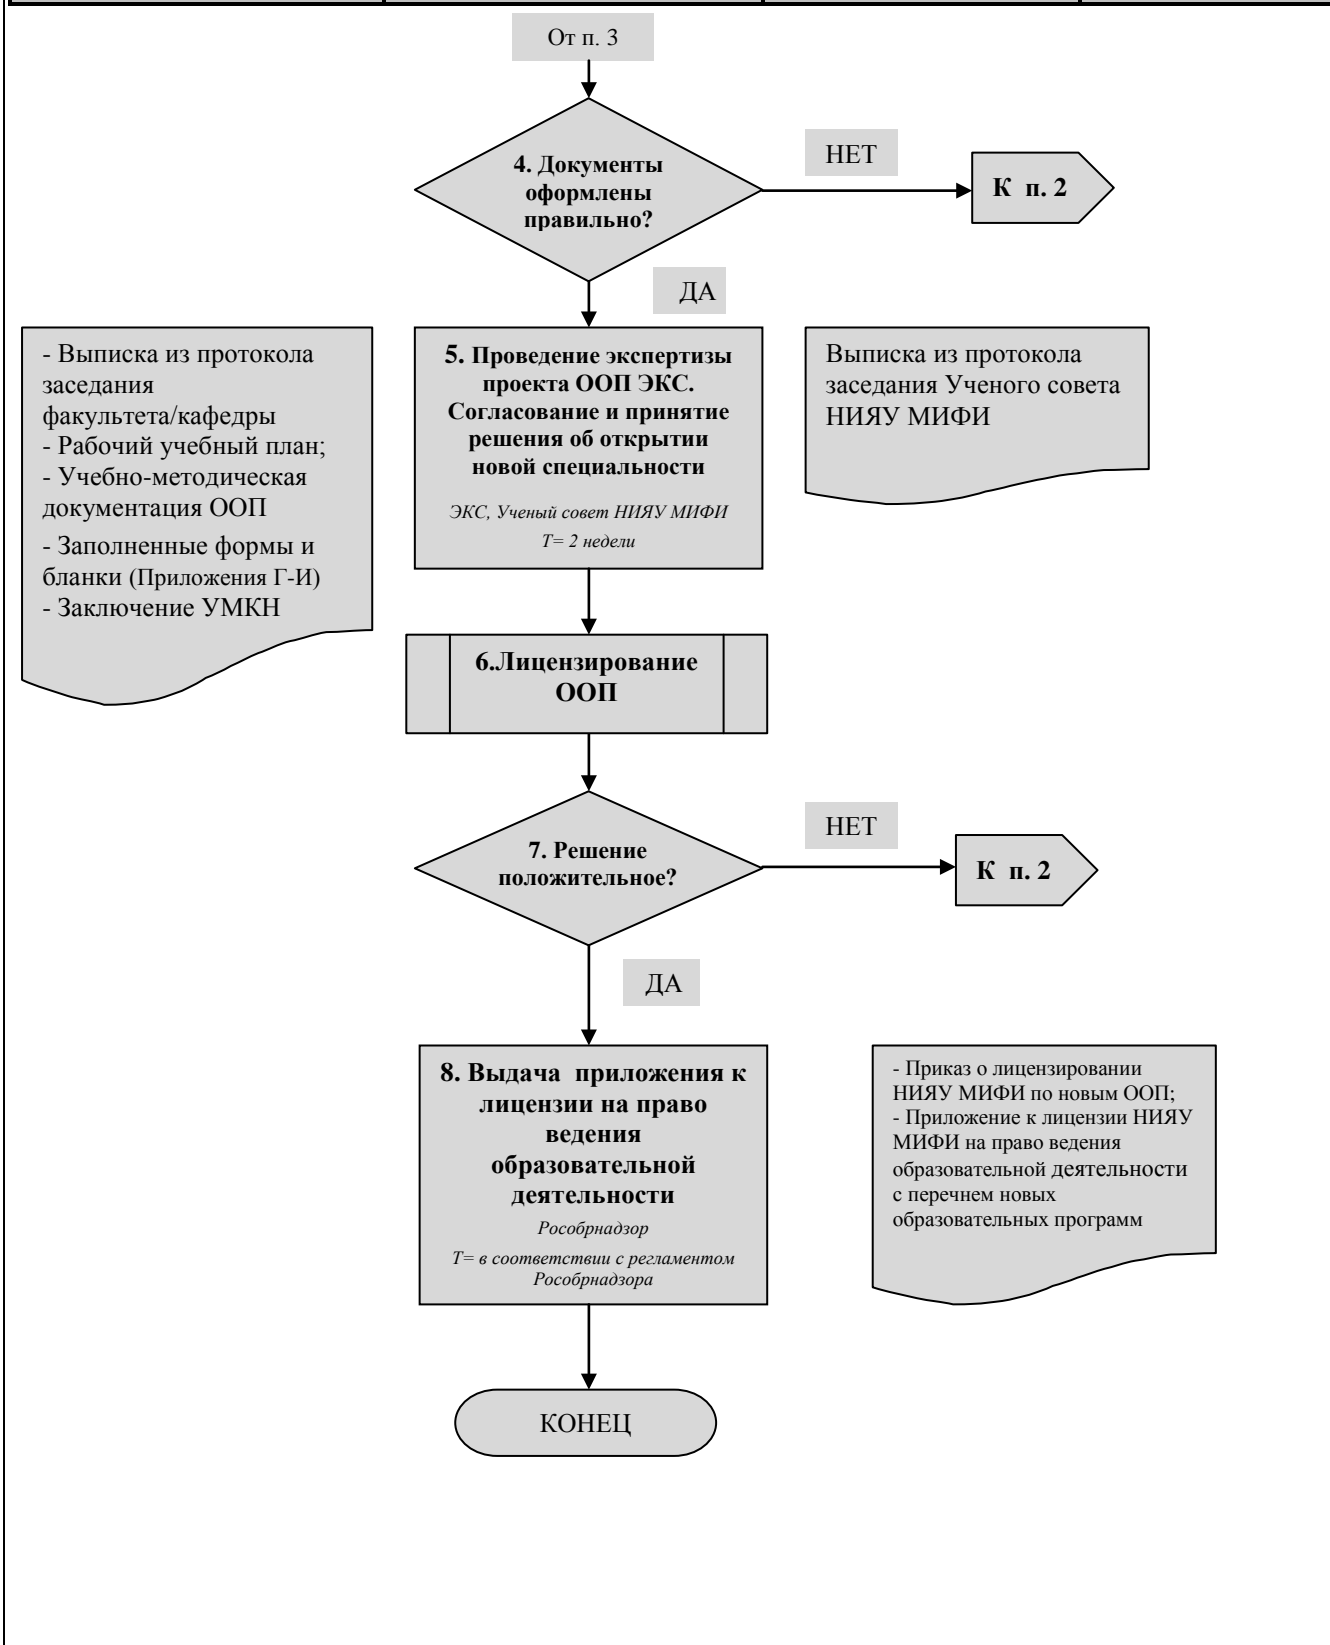 От п. 3
4. Документы
оформлены
правильно?
НЕТ
К п. 2
ДА
- Выписка из протокола
заседания
факультета/кафедры
- Рабочий учебный план;
- Учебно-методическая
документация ООП
- Заполненные формы и
бланки (Приложения Г-И)
- Заключение УМКН
5. Проведение экспертизы
проекта ООП ЭКС.
Согласование и принятие
решения об открытии
новой специальности
ЭКС, Ученый совет НИЯУ МИФИ
Т= 2 недели
Выписка из протокола
заседания Ученого совета
НИЯУ МИФИ
6.Лицензирование
ООП
7. Решение
положительное?
НЕТ
К п. 2
ДА
8. Выдача приложения к
лицензии на право
ведения
образовательной
деятельности
Рособрнадзор
Т= в соответствии с регламентом
Рособрнадзора
- Приказ о лицензировании
НИЯУ МИФИ по новым ООП;
- Приложение к лицензии НИЯУ
МИФИ на право ведения
образовательной деятельности
с перечнем новых
образовательных программ
КОНЕЦ